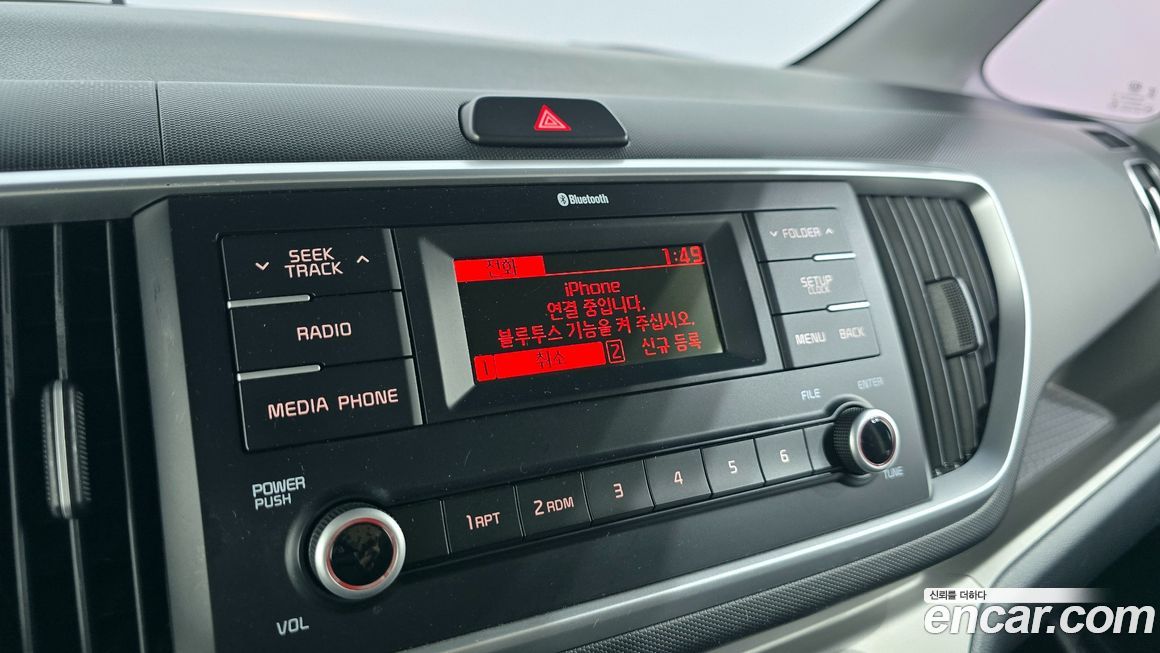 Bluetooth
SEEK
TRACK
FOLDER
전화
1:49
iPhone
연결 중입니다.
블루투스 기능을 켜 주십시오.
1 취소 2 신규 등록
RADIO
SETUP
CLOCK
MEDIA PHONE
MENU BACK
FILE
ENTER
POWER
PUSH
1 RPT
2 RDM
3
4
5
6
TUNE
VOL
신뢰를 더하다
encar.com